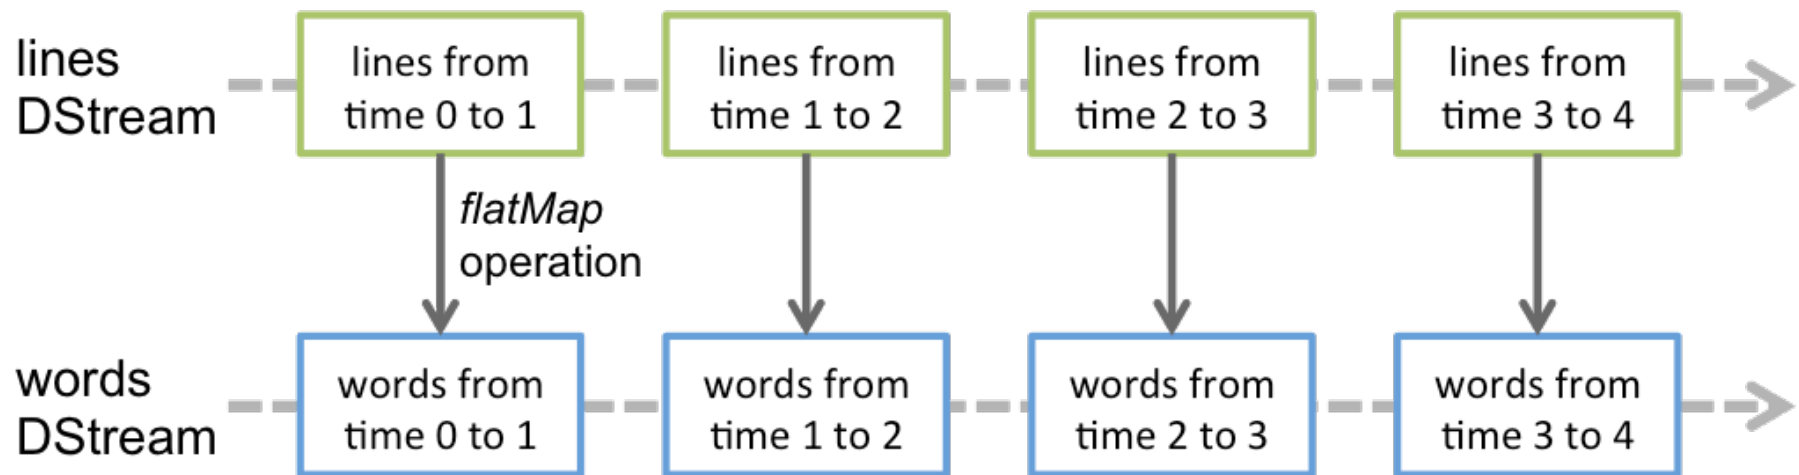 lines
DStream
lines from
time 0 to 1
lines from
time 1 to 2
lines from
time 2 to 3
lines from
time 3 to 4
flatMap
operation
words
DStream
words from
time 0 to 1
words from
time 1 to 2
words from
time 2 to 3
words from
time 3 to 4